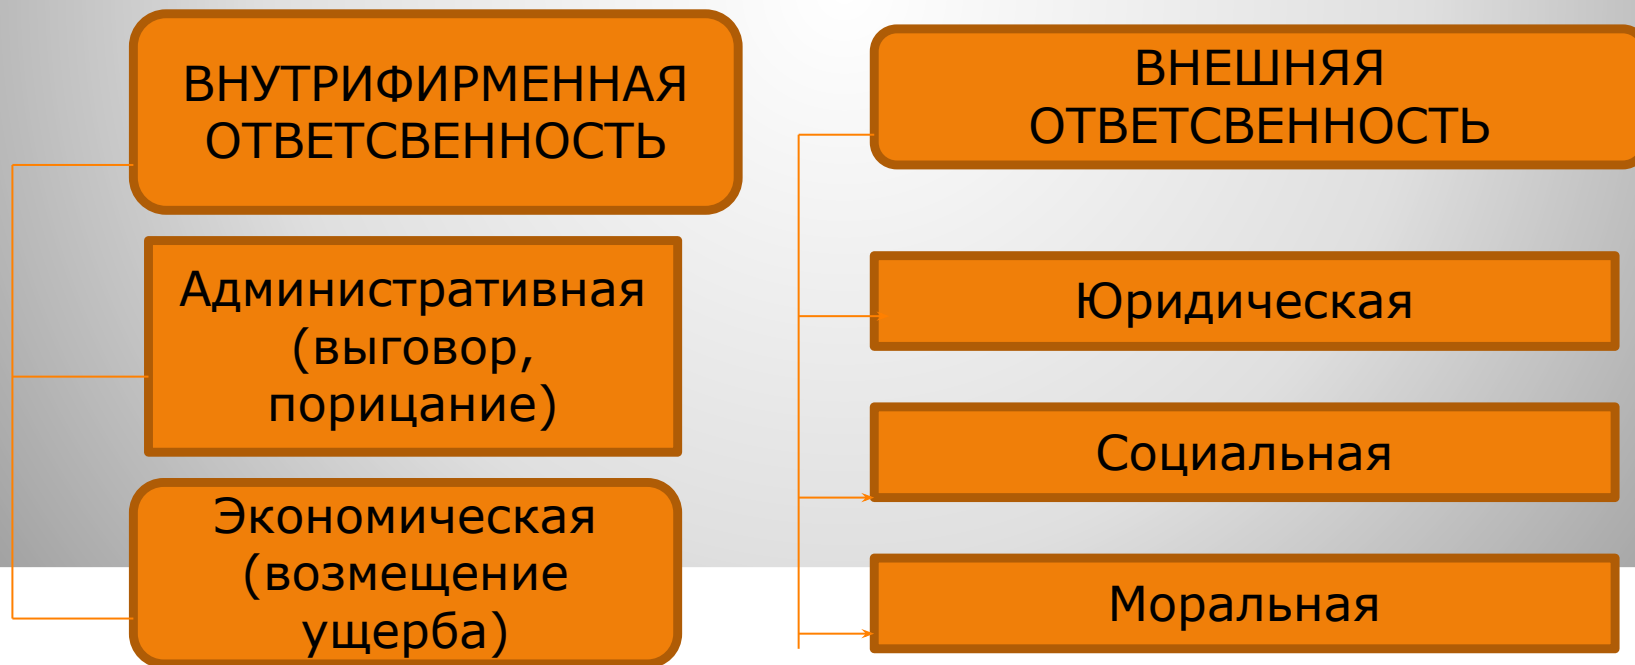 ВНУТРИФИРМЕННАЯ
ОТВЕТСВЕННОСТЬ
Административная
(выговор,
порицание)
Экономическая
(возмещение
ущерба)
ВНЕШНЯЯ
ОТВЕТСВЕННОСТЬ
Юридическая
Социальная
Моральная